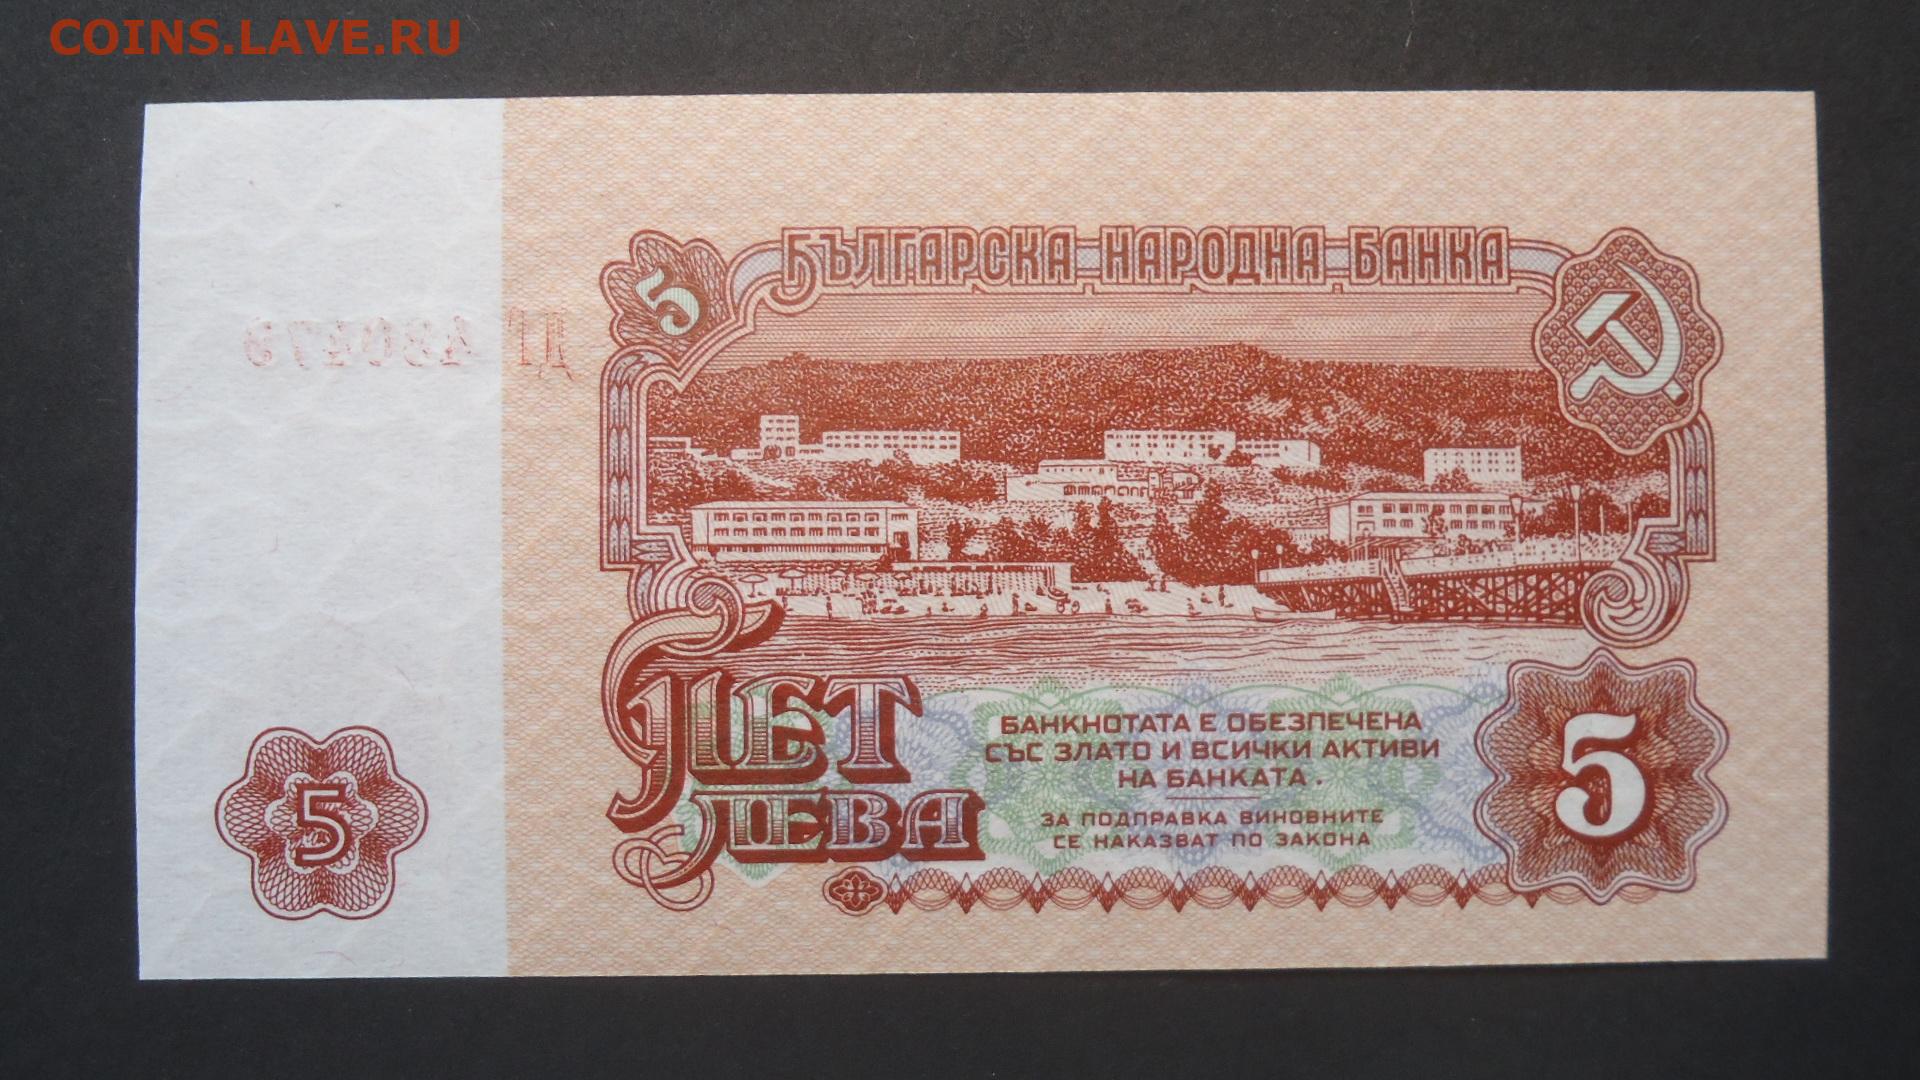 COINS.LAVE.RU
БЪЛГАРСКА НАРОДНА БАНКА
5
ПЕТ
ЛЕВА
БАНКНОТАТА Е ОБЕЗПЕЧЕНА
СЪС ЗЛАТО И ВСИЧКИ АКТИВИ
НА БАНКАТА.
ЗА ПОДПРАВКА ВИНОВНИТЕ
СЕ НАКАЗВАТ ПО ЗАКОНА
5
5